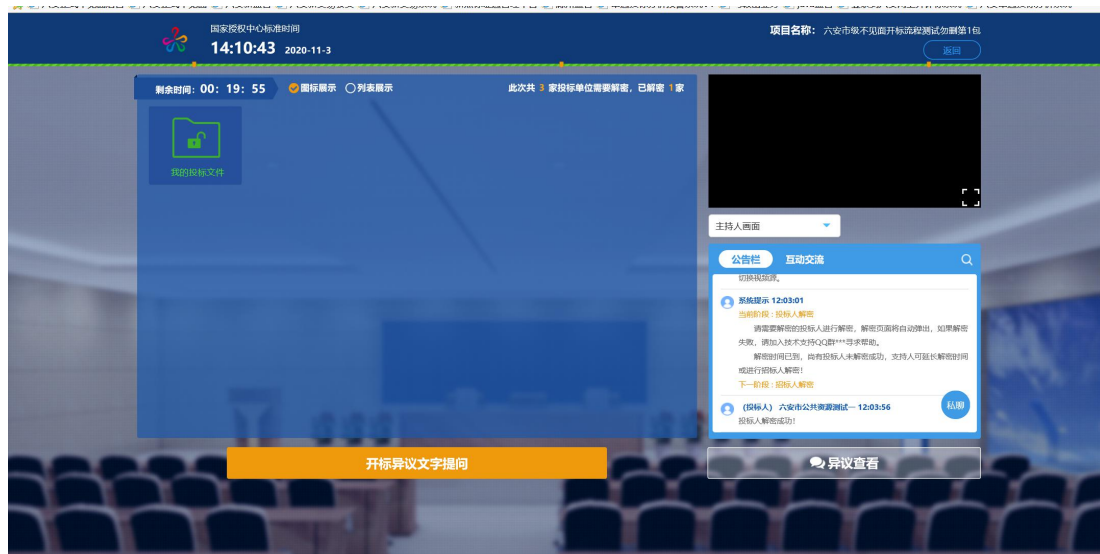 国家授权中心标准时间
14:10:43 2020-11-3
项目名称：六安市级不见面开标流程测试勿删第1包
返回
剩余时间：00：19：55
图标展示 列表展示
此次共 3 家投标单位需要解密，已解密 1 家
我的投标文件
主持人画面
公告栏 互动交流
切换视频源。
系统提示 12:03:01
当前阶段：投标人解密
请需要解密的投标人进行解密，解密页面将自动弹出，如果解密
失败，请加入技术支持QQ群***寻求帮助。
解密时间已到，尚有投标人未解密成功，支持人可延长解密时间
或进行招标人解密！
下一阶段：招标人解密
（投标人）六安市公共资源测试一 12:03:56
投标人解密成功！
私聊
开标异议文字提问
异议查看